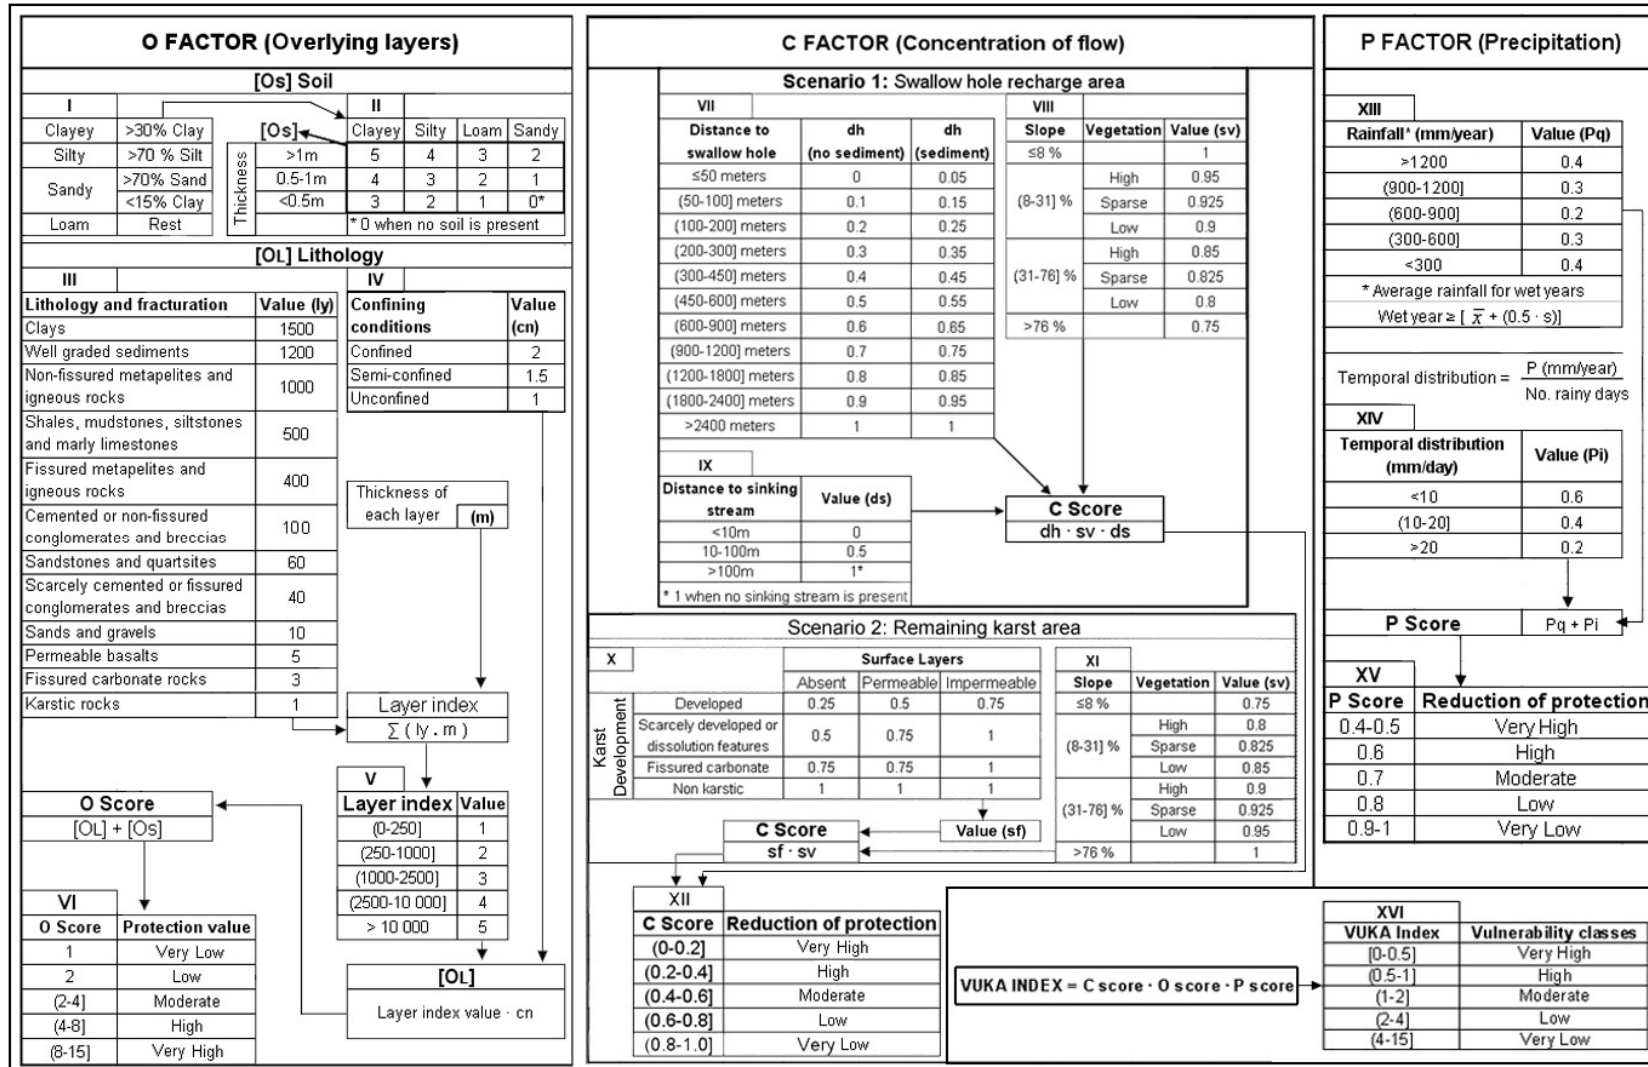 O FACTOR (Overlying layers)
[Os] Soil
I
Clayey >30% Clay
Silty >70 % Silt
Sandy >70% Sand
<15% Clay
Loam Rest
II
[Os] Clayey Silty Loam Sandy
Thickness
>1m 5 4 3 2
0.5-1m 4 3 2 1
<0.5m 3 2 1 0*
* 0 when no soil is present
[OL] Lithology
III
Lithology and fracturation Value (ly)
Clays 1500
Well graded sediments 1200
Non-fissured metapelites and
igneous rocks 1000
Shales, mudstones, siltstones
and marly limestones 500
Fissured metapelites and
igneous rocks 400
Cemented or non-fissured
conglomerates and breccias 100
Sandstones and quartsites 60
Scarcely cemented or fissured
conglomerates and breccias 40
Sands and gravels 10
Permeable basalts 5
Fissured carbonate rocks 3
Karstic rocks 1
IV
Confining Value
conditions (cn)
Confined 2
Semi-confined 1.5
Unconfined 1
Thickness of
each layer (m)
Layer index
∑ ( ly . m )
V
Layer index Value
(0-250] 1
(250-1000] 2
(1000-2500] 3
(2500-10 000] 4
> 10 000 5
[OL]
Layer index value · cn
O Score
[OL] + [Os]
VI
O Score Protection value
1 Very Low
2 Low
(2-4] Moderate
(4-8] High
(8-15] Very High
C FACTOR (Concentration of flow)
Scenario 1: Swallow hole recharge area
VII
Distance to dh dh
swallow hole (no sediment) (sediment)
≤50 meters 0 0.05
(50-100] meters 0.1 0.15
(100-200] meters 0.2 0.25
(200-300] meters 0.3 0.35
(300-450] meters 0.4 0.45
(450-600] meters 0.5 0.55
(600-900] meters 0.6 0.65
(900-1200] meters 0.7 0.75
(1200-1800] meters 0.8 0.85
(1800-2400] meters 0.9 0.95
>2400 meters 1 1
VIII
Slope Vegetation Value (sv)
≤8 % 1
High 0.95
(8-31] % Sparse 0.925
Low 0.9
High 0.85
(31-76] % Sparse 0.825
Low 0.8
>76 % 0.75
IX
Distance to sinking
stream Value (ds)
<10m 0
10-100m 0.5
>100m 1*
* 1 when no sinking stream is present
C Score
dh · sv · ds
Scenario 2: Remaining karst area
X
Surface Layers
Absent Permeable Impermeable
Karst
Development
Developed 0.25 0.5 0.75
Scarcely developed or
dissolution features 0.5 0.75 1
Fissured carbonate 0.75 0.75 1
Non karstic 1 1 1
XI
Slope Vegetation Value (sv)
≤8 % 0.75
High 0.8
(8-31] % Sparse 0.825
Low 0.85
High 0.9
(31-76] % Sparse 0.925
Low 0.95
>76 % 1
C Score
sf · sv
Value (sf)
XII
C Score Reduction of protection
(0-0.2] Very High
(0.2-0.4] High
(0.4-0.6] Moderate
(0.6-0.8] Low
(0.8-1.0] Very Low
P FACTOR (Precipitation)
XIII
Rainfall* (mm/year) Value (Pq)
>1200 0.4
(900-1200] 0.3
(600-900] 0.2
(300-600] 0.3
<300 0.4
* Average rainfall for wet years
Wet year ≥ [ x̅ + (0.5 · s)]
Temporal distribution = P (mm/year)
No. rainy days
XIV
Temporal distribution
(mm/day) Value (Pi)
<10 0.6
(10-20] 0.4
>20 0.2
P Score Pq + Pi
XV
P Score Reduction of protection
0.4-0.5 Very High
0.6 High
0.7 Moderate
0.8 Low
0.9-1 Very Low
VUKA INDEX = C score · O score · P score
XVI
VUKA Index Vulnerability classes
[0-0.5] Very High
(0.5-1] High
(1-2] Moderate
(2-4] Low
(4-15] Very Low